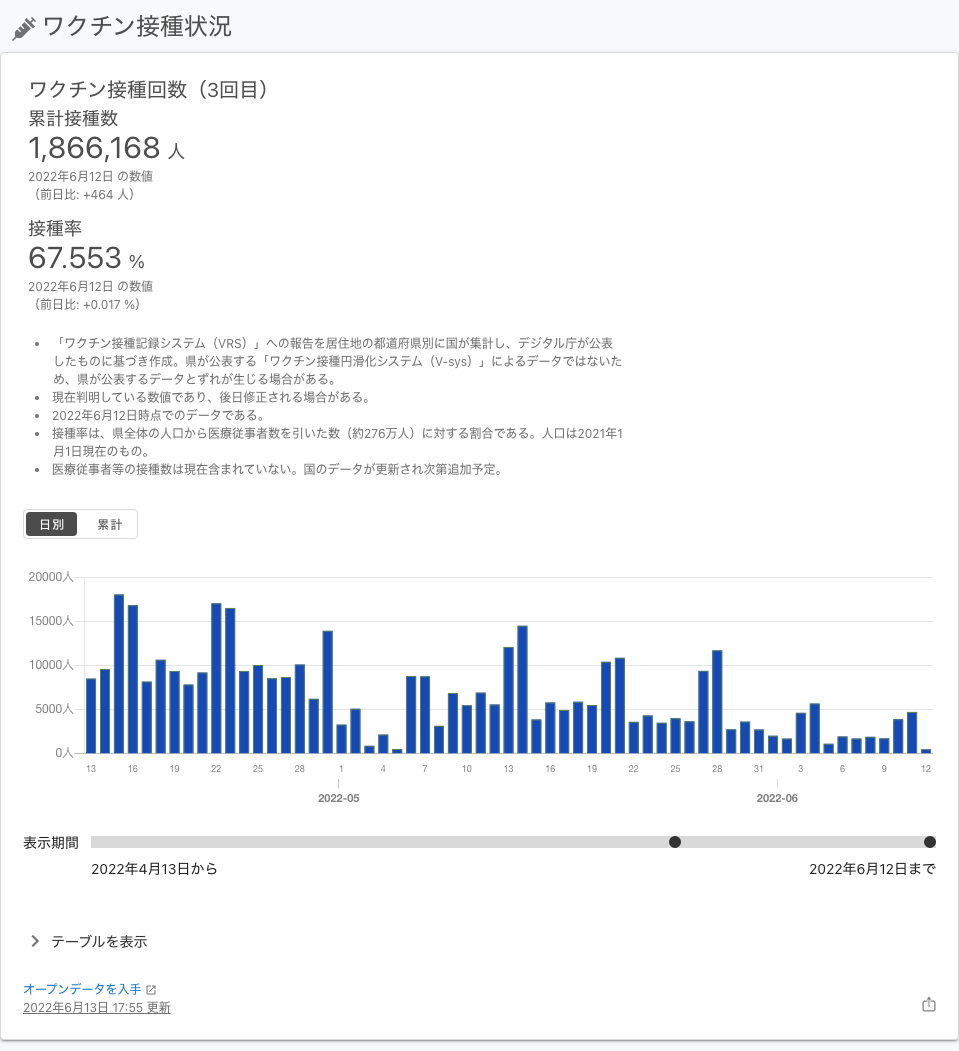 ワクチン接種状況
ワクチン接種回数（3回目）
累計接種数
1,866,168 人
2022年6月12日 の数値
（前日比: +464 人）
接種率
67.553 %
2022年6月12日 の数値
（前日比: +0.017 %）
• 「ワクチン接種記録システム（VRS）」への報告を居住地の都道府県別に国が集計し、デジタル庁が公表
したものに基づき作成。県が公表する「ワクチン接種円滑化システム（V-sys）」によるデータではないた
め、県が公表するデータとずれが生じる場合がある。
• 現在判明している数値であり、後日修正される場合がある。
• 2022年6月12日時点でのデータである。
• 接種率は、県全体の人口から医療従事者数を引いた数（約276万人）に対する割合である。人口は2021年1
月1日現在のもの。
• 医療従事者等の接種数は現在含まれていない。国のデータが更新され次第追加予定。
日別 累計
20000人
15000人
10000人
5000人
0人
13 16 19 22 25 28 1 4 7 10 13 16 19 22 25 28 31 3 6 9 12
2022-05 2022-06
表示期間
2022年4月13日から 2022年6月12日まで
テーブルを表示
オープンデータを入手
2022年6月13日 17:55 更新